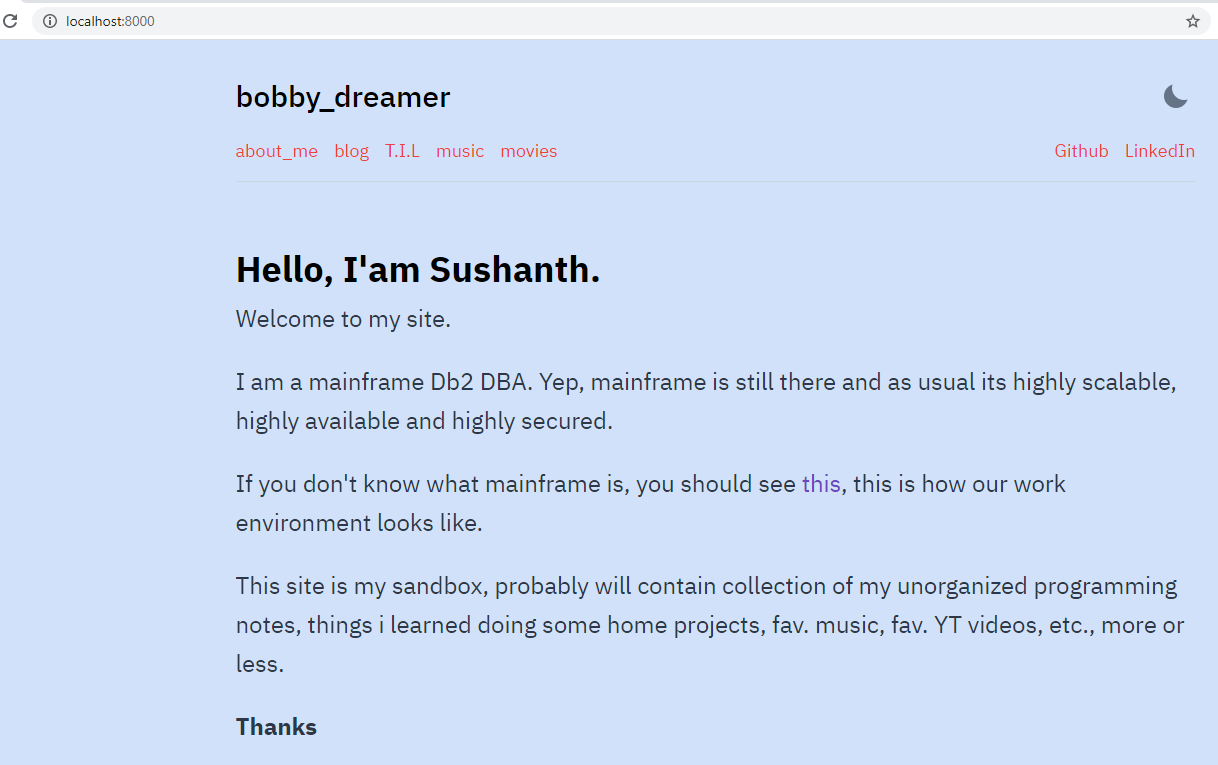 localhost:8000
bobby_dreamer
about_me blog T.I.L music movies Github LinkedIn
Hello, I'am Sushanth.
Welcome to my site.
I am a mainframe Db2 DBA. Yep, mainframe is still there and as usual its highly scalable,
highly available and highly secured.
If you don't know what mainframe is, you should see this, this is how our work
environment looks like.
This site is my sandbox, probably will contain collection of my unorganized programming
notes, things i learned doing some home projects, fav. music, fav. YT videos, etc., more or
less.
Thanks